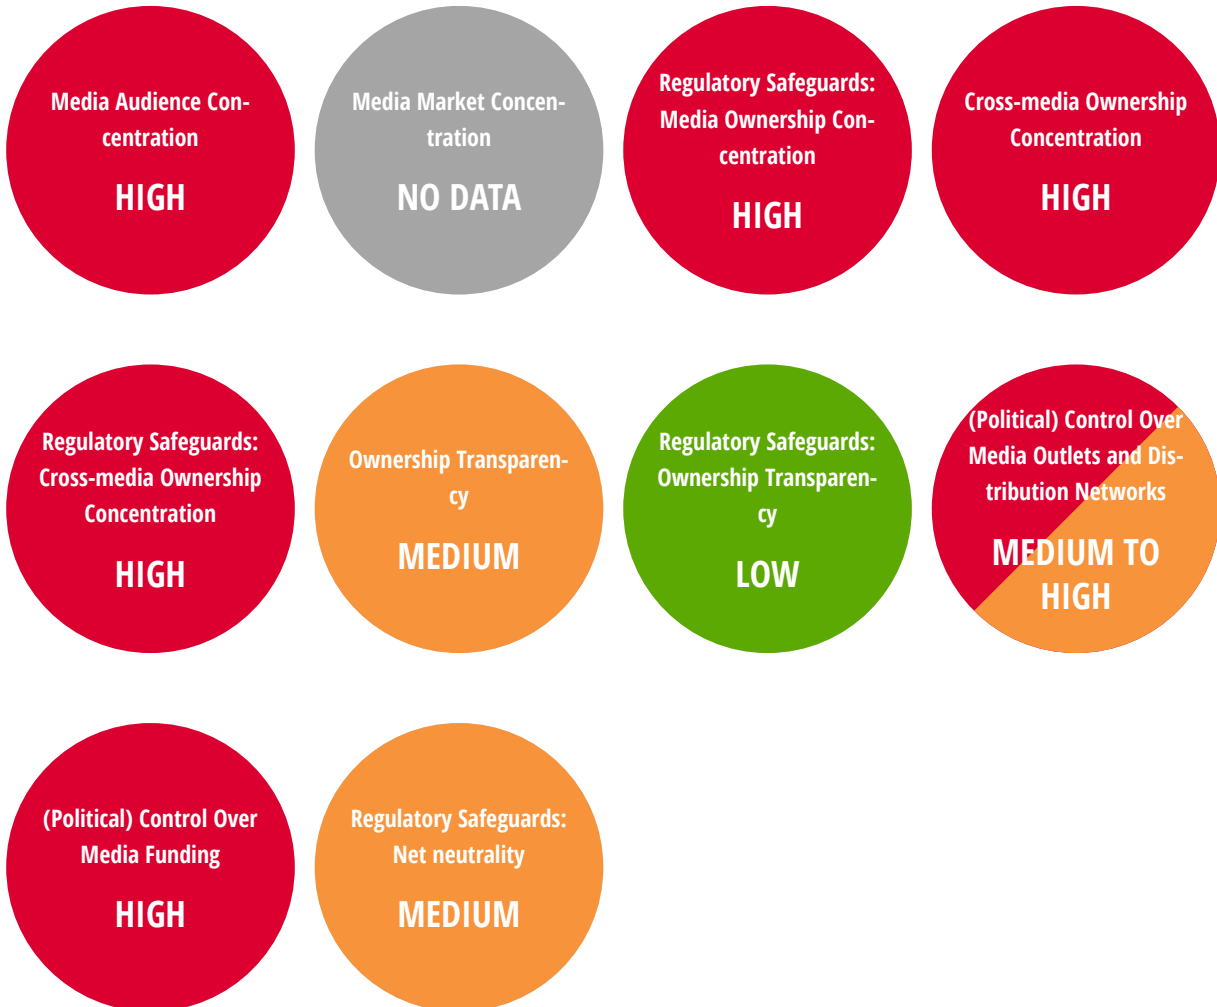 Media Audience Con-
centration
HIGH
Media Market Concen-
tration
NO DATA
Regulatory Safeguards:
Media Ownership Con-
centration
HIGH
Cross-media Ownership
Concentration
HIGH
Regulatory Safeguards:
Cross-media Ownership
Concentration
HIGH
Ownership Transparen-
cy
MEDIUM
Regulatory Safeguards:
Ownership Transparen-
cy
LOW
(Political) Control Over
Media Outlets and Dis-
tribution Networks
MEDIUM TO
HIGH
(Political) Control Over
Media Funding
HIGH
Regulatory Safeguards:
Net neutrality
MEDIUM